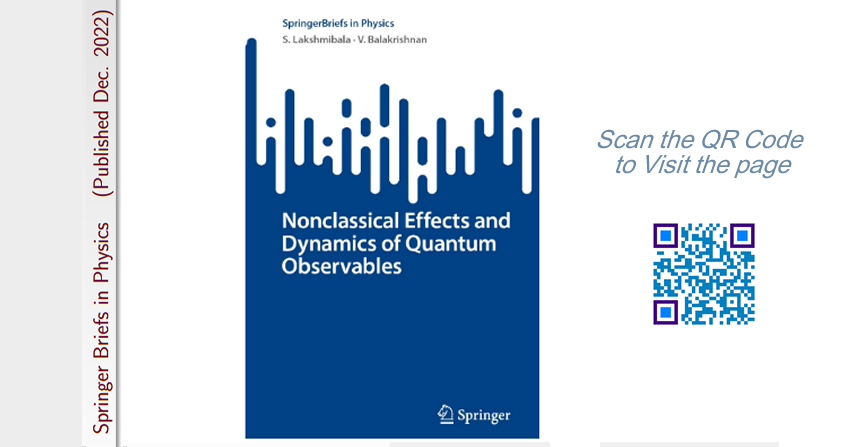 Springer Briefs in Physics (Published Dec. 2022)
SpringerBriefs in Physics
S. Lakshmibala · V. Balakrishnan
Nonclassical Effects and
Dynamics of Quantum
Observables
Springer
Scan the QR Code
to Visit the page